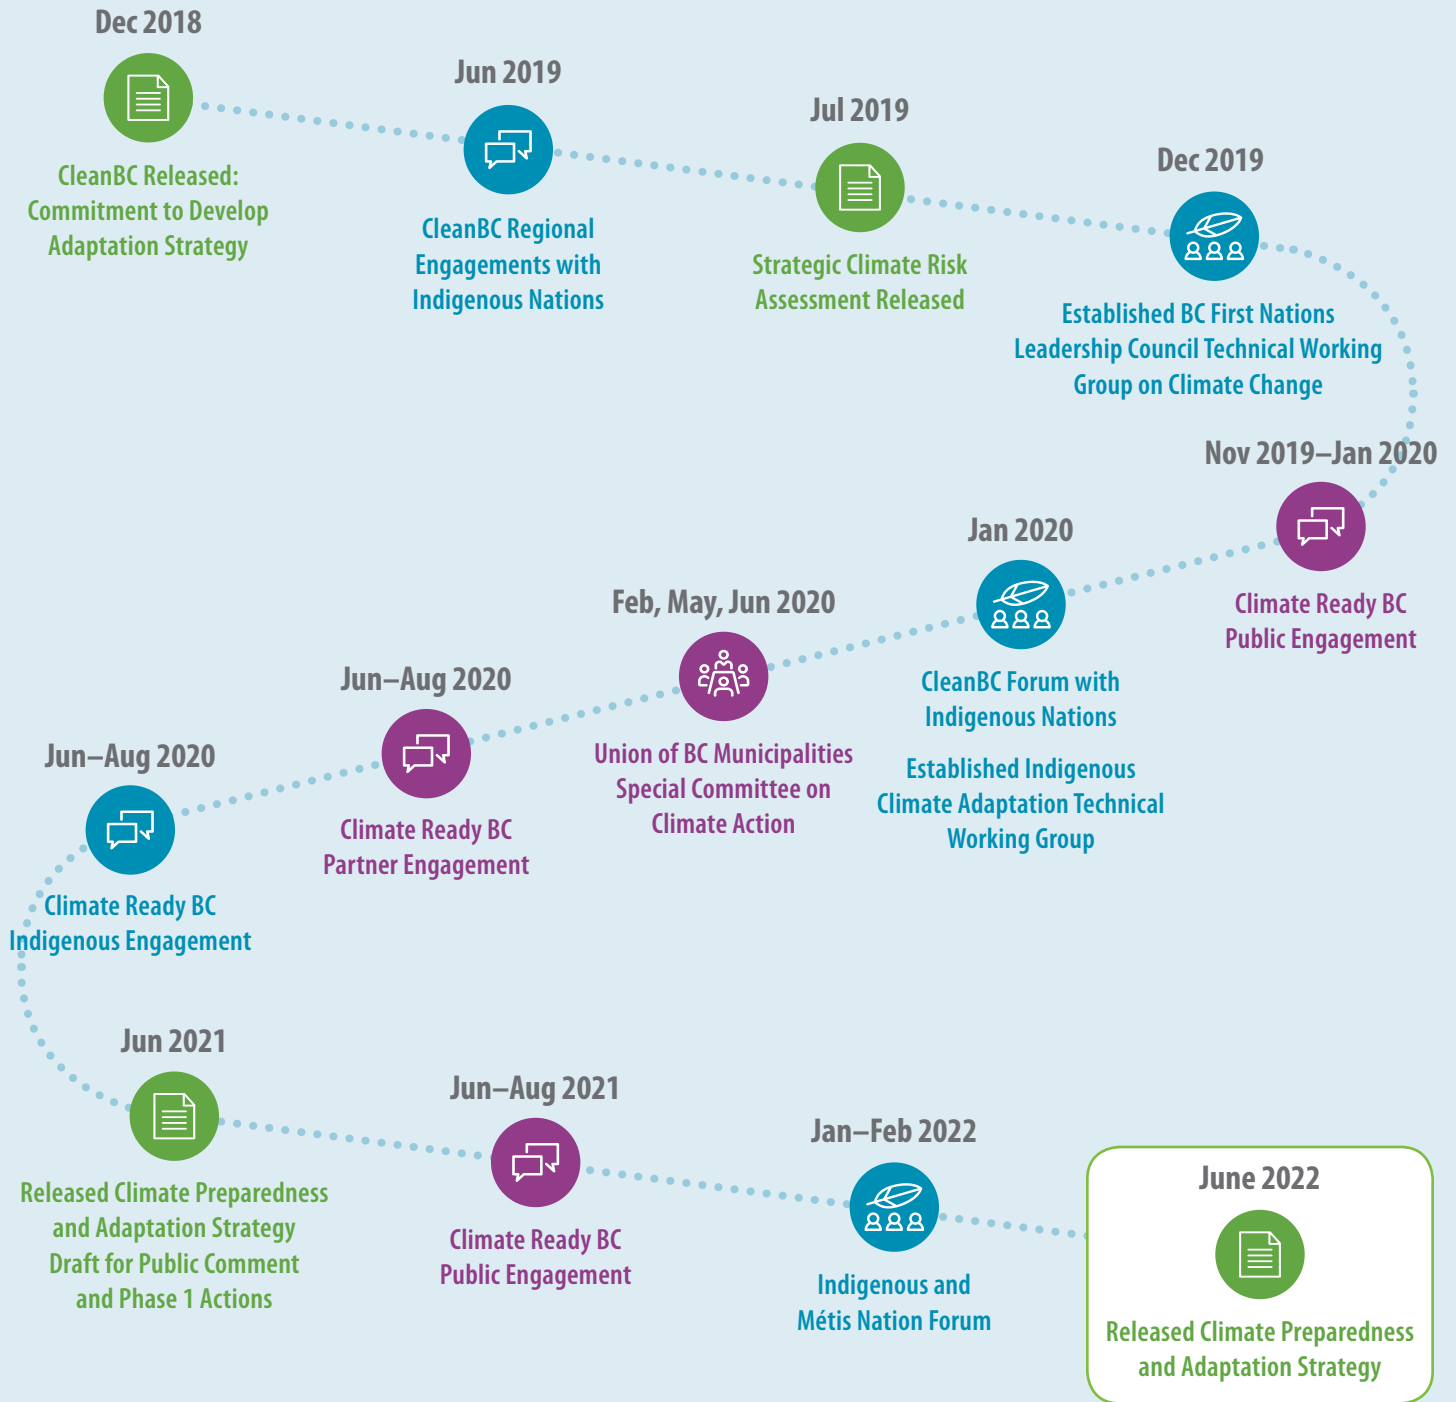 Dec 2018
CleanBC Released:
Commitment to Develop
Adaptation Strategy
Jun 2019
CleanBC Regional
Engagements with
Indigenous Nations
Jul 2019
Strategic Climate Risk
Assessment Released
Dec 2019
Established BC First Nations
Leadership Council Technical Working
Group on Climate Change
Nov 2019–Jan 2020
Climate Ready BC
Public Engagement
Jan 2020
CleanBC Forum with
Indigenous Nations
Established Indigenous
Climate Adaptation Technical
Working Group
Feb, May, Jun 2020
Union of BC Municipalities
Special Committee on
Climate Action
Jun–Aug 2020
Climate Ready BC
Partner Engagement
Jun–Aug 2020
Climate Ready BC
Indigenous Engagement
Jun 2021
Released Climate Preparedness
and Adaptation Strategy
Draft for Public Comment
and Phase 1 Actions
Jun–Aug 2021
Climate Ready BC
Public Engagement
Jan–Feb 2022
Indigenous and
Métis Nation Forum
June 2022
Released Climate Preparedness
and Adaptation Strategy